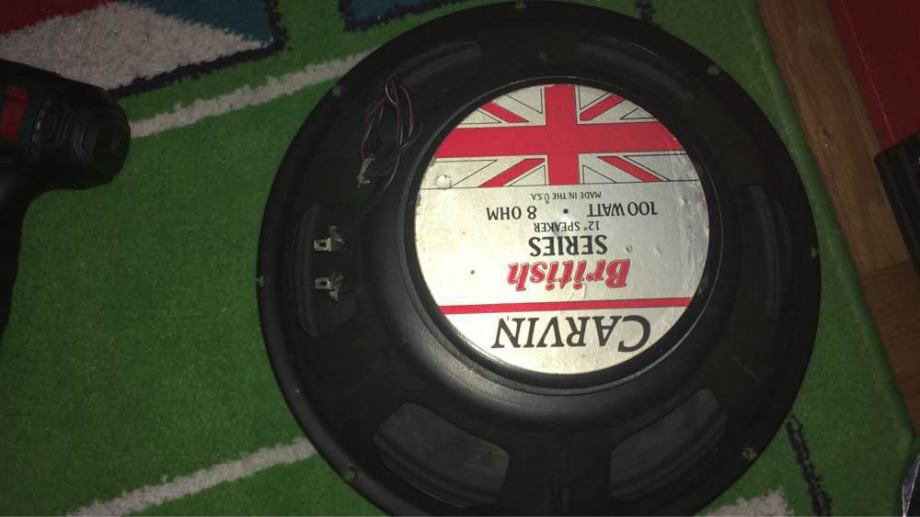 CARVIN
British
SERIES
12" SPEAKER
100 WATT · 8 OHM
MADE IN THE U.S.A